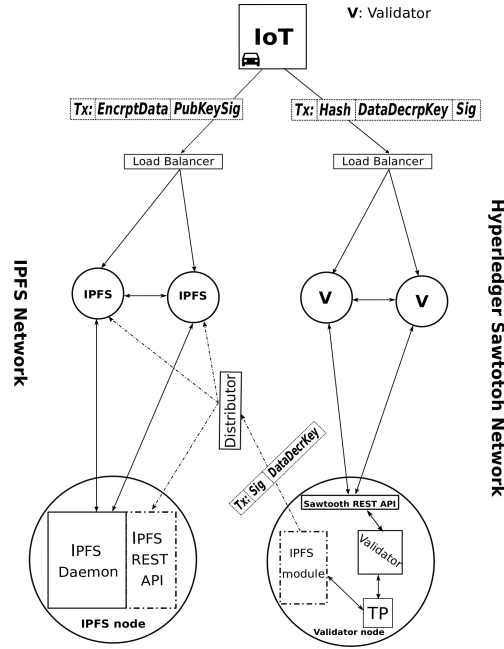 V: Validator
IoT
Tx: EncrptData PubKeySig
Tx: Hash DataDecrpKey Sig
Load Balancer
Load Balancer
IPFS Network
IPFS
IPFS
V
V
Hyperledger Sawtotoh Network
Distributor
Tx: Sig DataDecrKey
IPFS
Daemon
IPFS
REST
API
IPFS node
Sawtooth REST API
IPFS
module
Validator
TP
Validator node